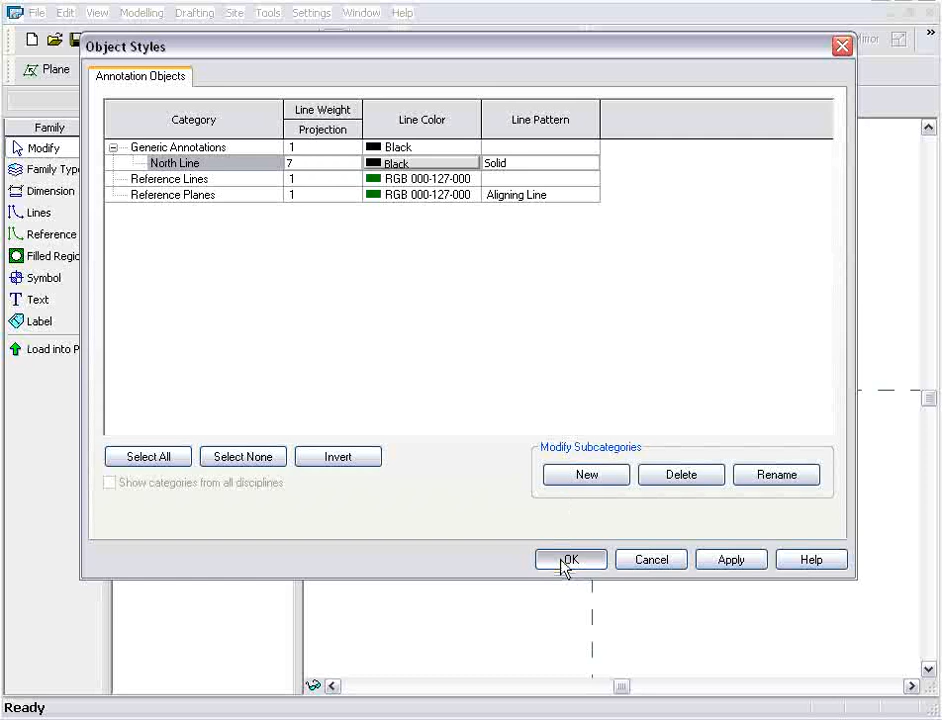 File Edit View Modelling Drafting Site Tools Settings Window Help
Mirror
»
Plane
Object Styles
Annotation Objects
Category
Line Weight
Projection
Line Color
Line Pattern
Generic Annotations 1 Black
North Line 7 Black Solid
Reference Lines 1 RGB 000-127-000
Reference Planes 1 RGB 000-127-000 Aligning Line
Family
Modify
Family Type
Dimension
Lines
Reference
Filled Regio
Symbol
Text
Label
Load into P
Select All Select None Invert
Show categories from all disciplines
Modify Subcategories
New Delete Rename
OK Cancel Apply Help
Ready